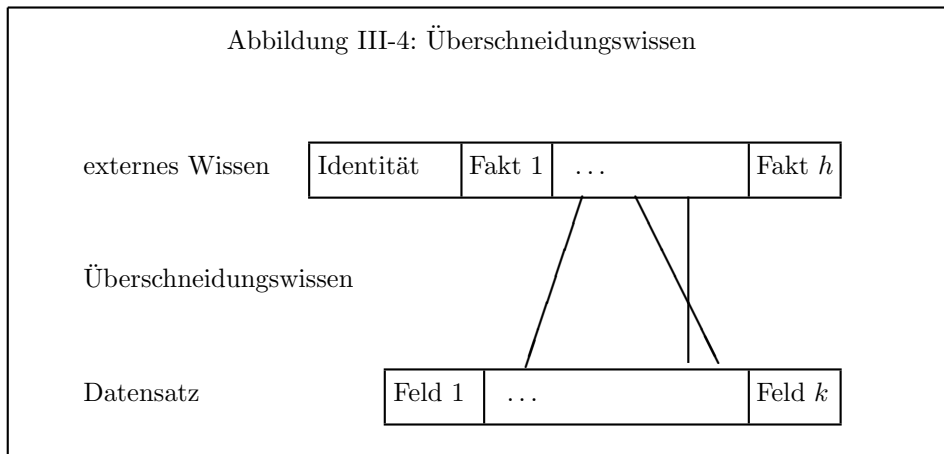 Abbildung III-4: Überschneidungswissen
externes Wissen Identität Fakt 1 ... Fakt h
Überschneidungswissen
Datensatz Feld 1 ... Feld k